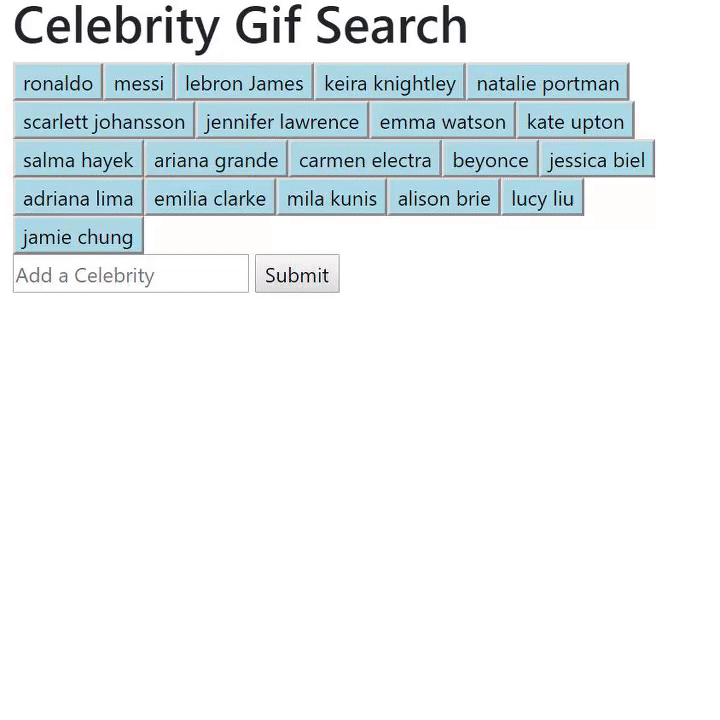 Celebrity Gif Search
ronaldo messi lebron James keira knightley natalie portman
scarlett johansson jennifer lawrence emma watson kate upton
salma hayek ariana grande carmen electra beyonce jessica biel
adriana lima emilia clarke mila kunis alison brie lucy liu
jamie chung
Add a Celebrity Submit